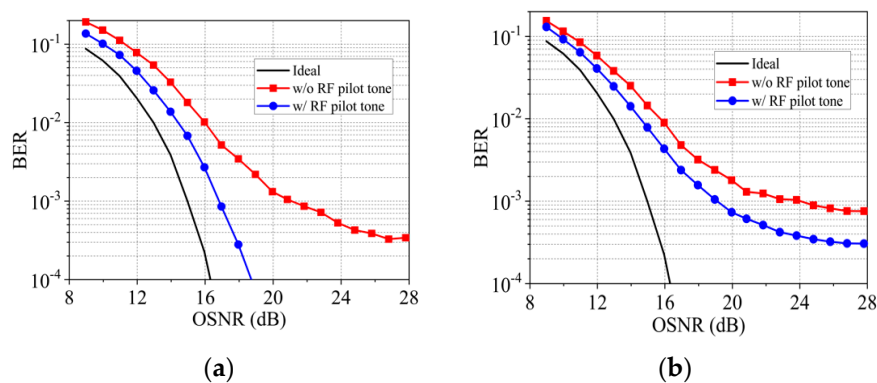 BER
10⁻¹
10⁻²
10⁻³
10⁻⁴
8 12 16 20 24 28
OSNR (dB)
Ideal
w/o RF pilot tone
w/ RF pilot tone
(a)
BER
10⁻¹
10⁻²
10⁻³
10⁻⁴
8 12 16 20 24 28
OSNR (dB)
Ideal
w/o RF pilot tone
w/ RF pilot tone
(b)